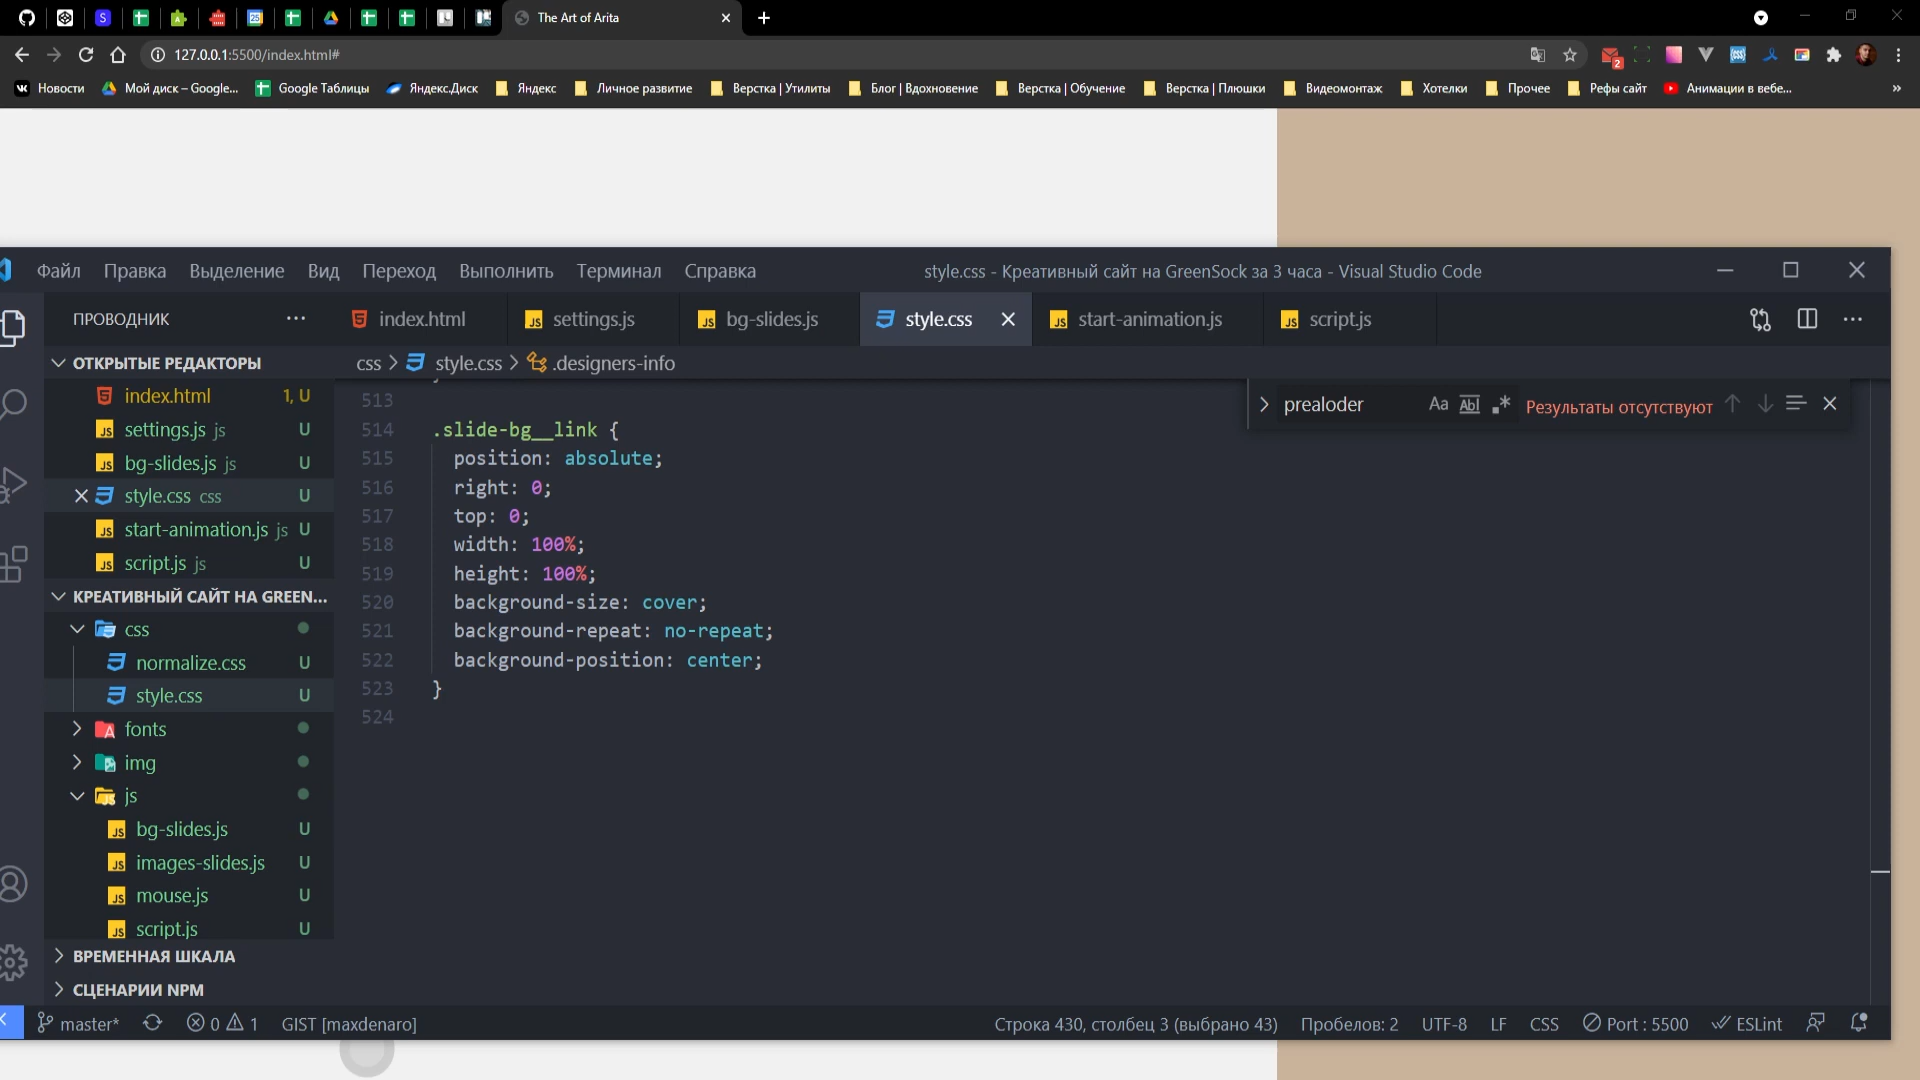 The Art of Arita
127.0.0.1:5500/index.html#
Новости
Мой диск – Google...
Google Таблицы
Яндекс.Диск
Яндекс
Личное развитие
Верстка | Утилиты
Блог | Вдохновение
Верстка | Обучение
Верстка | Плюшки
Видеомонтаж
Хотелки
Прочее
Рефы сайт
Анимации в вебе...
»
Файл Правка Выделение Вид Переход Выполнить Терминал Справка
style.css - Креативный сайт на GreenSock за 3 часа - Visual Studio Code
ПРОВОДНИК
index.html
settings.js
bg-slides.js
style.css
start-animation.js
script.js
ОТКРЫТЫЕ РЕДАКТОРЫ
index.html 1, U
settings.js js U
bg-slides.js js U
style.css css U
start-animation.js js U
script.js js U
КРЕАТИВНЫЙ САЙТ НА GREEN...
css
normalize.css U
style.css U
fonts
img
js
bg-slides.js U
images-slides.js U
mouse.js U
script.js U
ВРЕМЕННАЯ ШКАЛА
СЦЕНАРИИ NPM
css > style.css > .designers-info
prealoder
Aa Abl
Результаты отсутствуют
513
514 .slide-bg__link {
515 position: absolute;
516 right: 0;
517 top: 0;
518 width: 100%;
519 height: 100%;
520 background-size: cover;
521 background-repeat: no-repeat;
522 background-position: center;
523 }
524
master*
0 1
GIST [maxdenaro]
Строка 430, столбец 3 (выбрано 43)
Пробелов: 2
UTF-8
LF
CSS
Port : 5500
ESLint